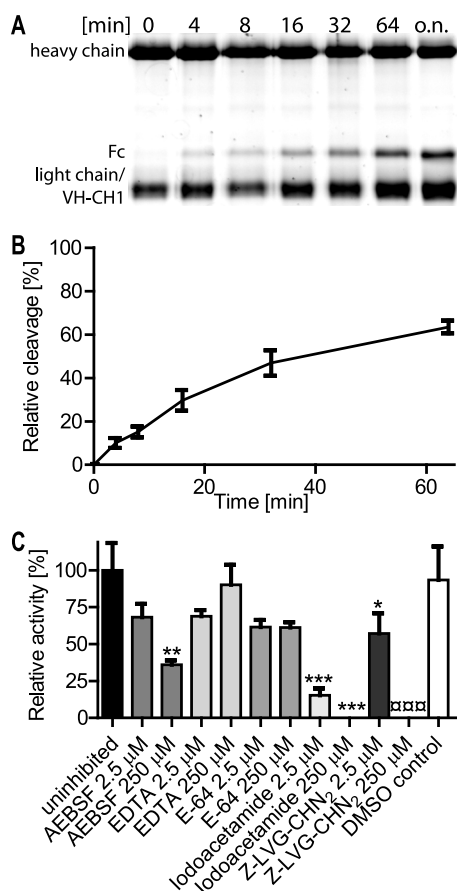 A [min] 0 4 8 16 32 64 o.n.
heavy chain
Fc
light chain/
VH-CH1
B
Relative cleavage [%]
100
80
60
40
20
0
0 20 40 60
Time [min]
C
Relative activity [%]
100
75
50
25
0
** *** *** * ¤¤¤
uninhibited
AEBSF 2.5 µM
AEBSF 250 µM
EDTA 2.5 µM
EDTA 250 µM
E-64 2.5 µM
E-64 250 µM
Iodoacetamide 2.5 µM
Iodoacetamide 250 µM
Z-LVG-CHN₂ 2.5 µM
Z-LVG-CHN₂ 250 µM
DMSO control